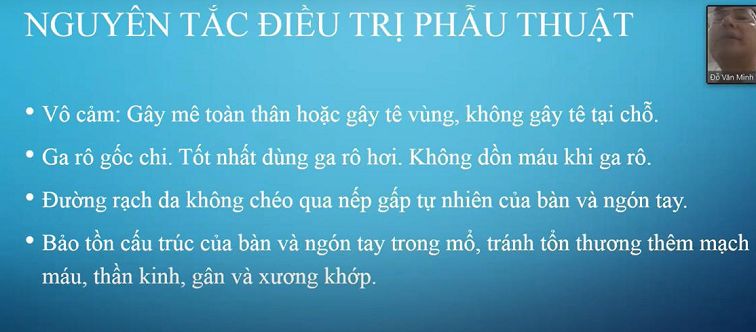 NGUYÊN TẮC ĐIỀU TRỊ PHẪU THUẬT
Đỗ Văn Minh
• Vô cảm: Gây mê toàn thân hoặc gây tê vùng, không gây tê tại chỗ.
• Ga rô gốc chi. Tốt nhất dùng ga rô hơi. Không dồn máu khi ga rô.
• Đường rạch da không chéo qua nếp gấp tự nhiên của bàn và ngón tay.
• Bảo tồn cấu trúc của bàn và ngón tay trong mổ, tránh tổn thương thêm mạch
máu, thần kinh, gân và xương khớp.